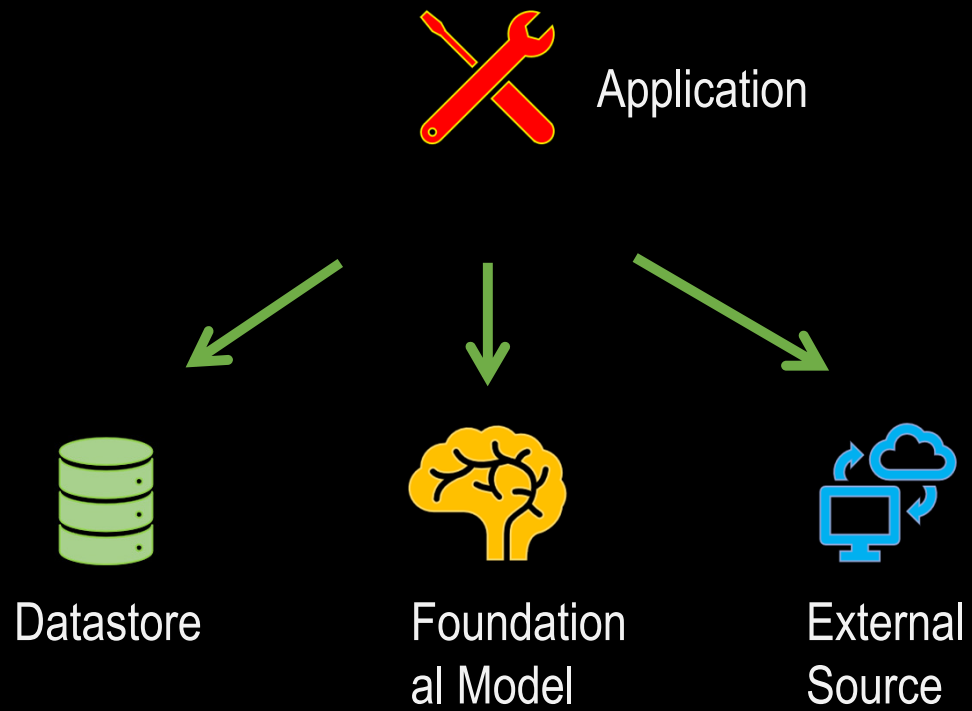 Application
Datastore
Foundation
al Model
External
Source